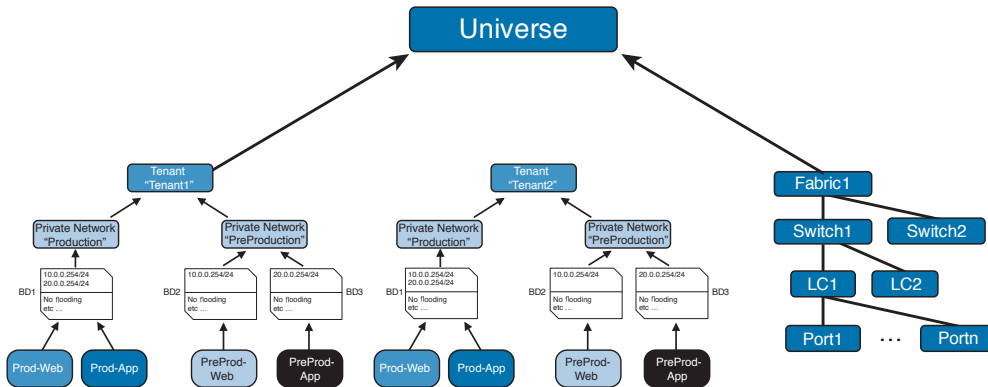 Universe
Tenant
“Tenant1”
Tenant
“Tenant2”
Fabric1
Private Network
“Production”
Private Network
“PreProduction”
Private Network
“Production”
Private Network
“PreProduction”
Switch1
Switch2
BD1
10.0.0.254/24
20.0.0.254/24
No flooding
etc ...
BD2
10.0.0.254/24
No flooding
etc ...
20.0.0.254/24
No flooding
etc ...
BD3
BD1
10.0.0.254/24
20.0.0.254/24
No flooding
etc ...
BD2
10.0.0.254/24
No flooding
etc ...
20.0.0.254/24
No flooding
etc ...
BD3
LC1
LC2
Prod-Web
Prod-App
PreProd-
Web
PreProd-
App
Prod-Web
Prod-App
PreProd-
Web
PreProd-
App
Port1
...
Portn